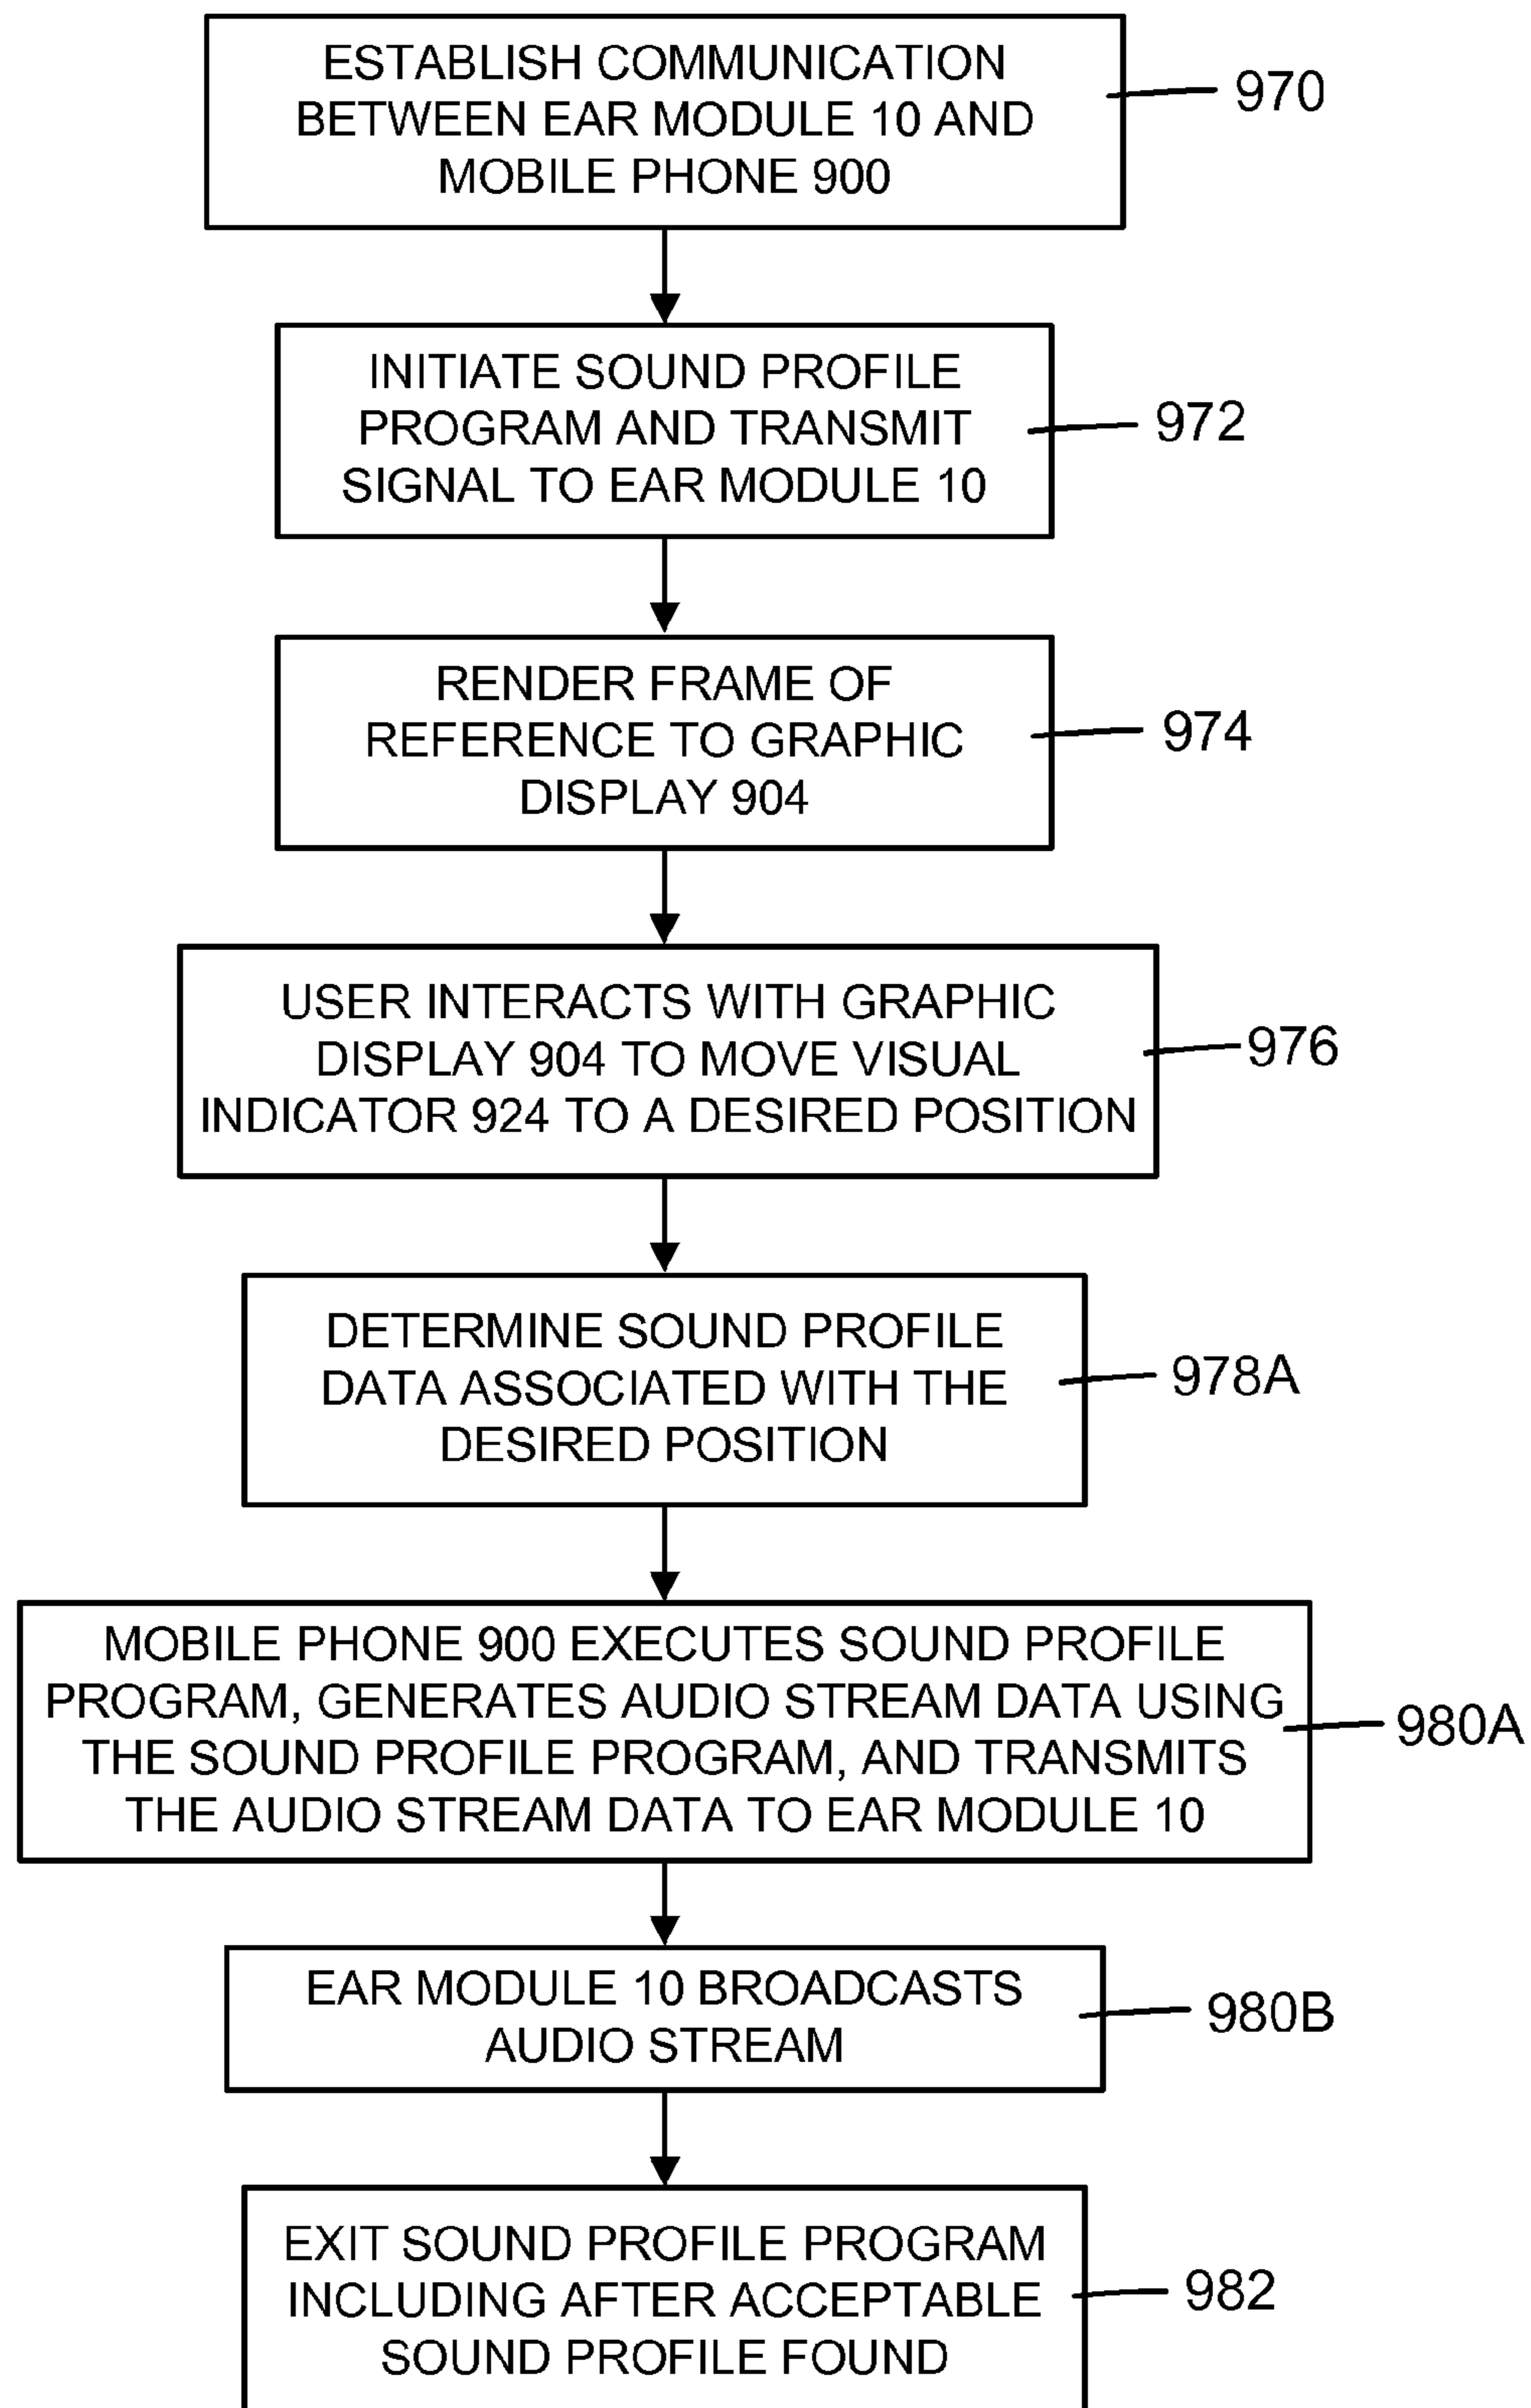 ESTABLISH COMMUNICATION
BETWEEN EAR MODULE 10 AND
MOBILE PHONE 900
970
INITIATE SOUND PROFILE
PROGRAM AND TRANSMIT
SIGNAL TO EAR MODULE 10
972
RENDER FRAME OF
REFERENCE TO GRAPHIC
DISPLAY 904
974
USER INTERACTS WITH GRAPHIC
DISPLAY 904 TO MOVE VISUAL
INDICATOR 924 TO A DESIRED POSITION
976
DETERMINE SOUND PROFILE
DATA ASSOCIATED WITH THE
DESIRED POSITION
978A
MOBILE PHONE 900 EXECUTES SOUND PROFILE
PROGRAM, GENERATES AUDIO STREAM DATA USING
THE SOUND PROFILE PROGRAM, AND TRANSMITS
THE AUDIO STREAM DATA TO EAR MODULE 10
980A
EAR MODULE 10 BROADCASTS
AUDIO STREAM
980B
EXIT SOUND PROFILE PROGRAM
INCLUDING AFTER ACCEPTABLE
SOUND PROFILE FOUND
982